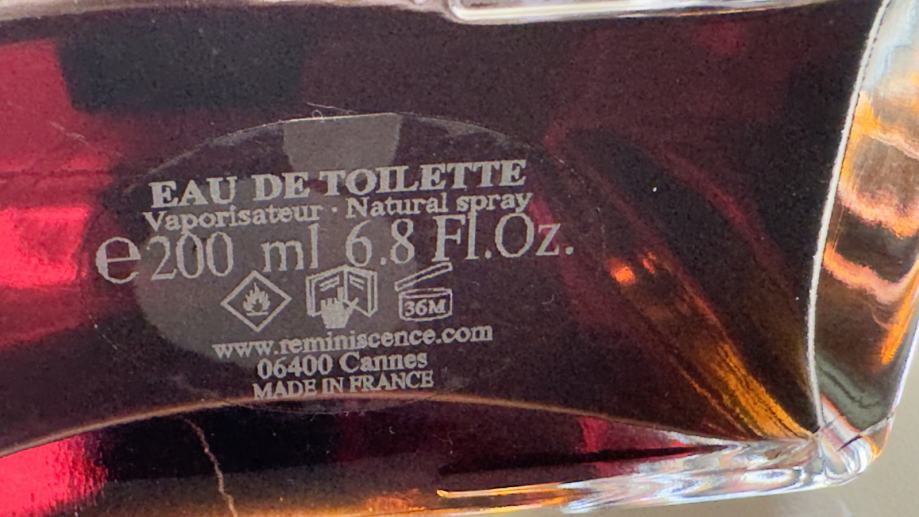 EAU DE TOILETTE
Vaporisateur · Natural spray
℮200 ml 6.8 Fl.Oz.
36M
www.reminiscence.com
06400 Cannes
MADE IN FRANCE